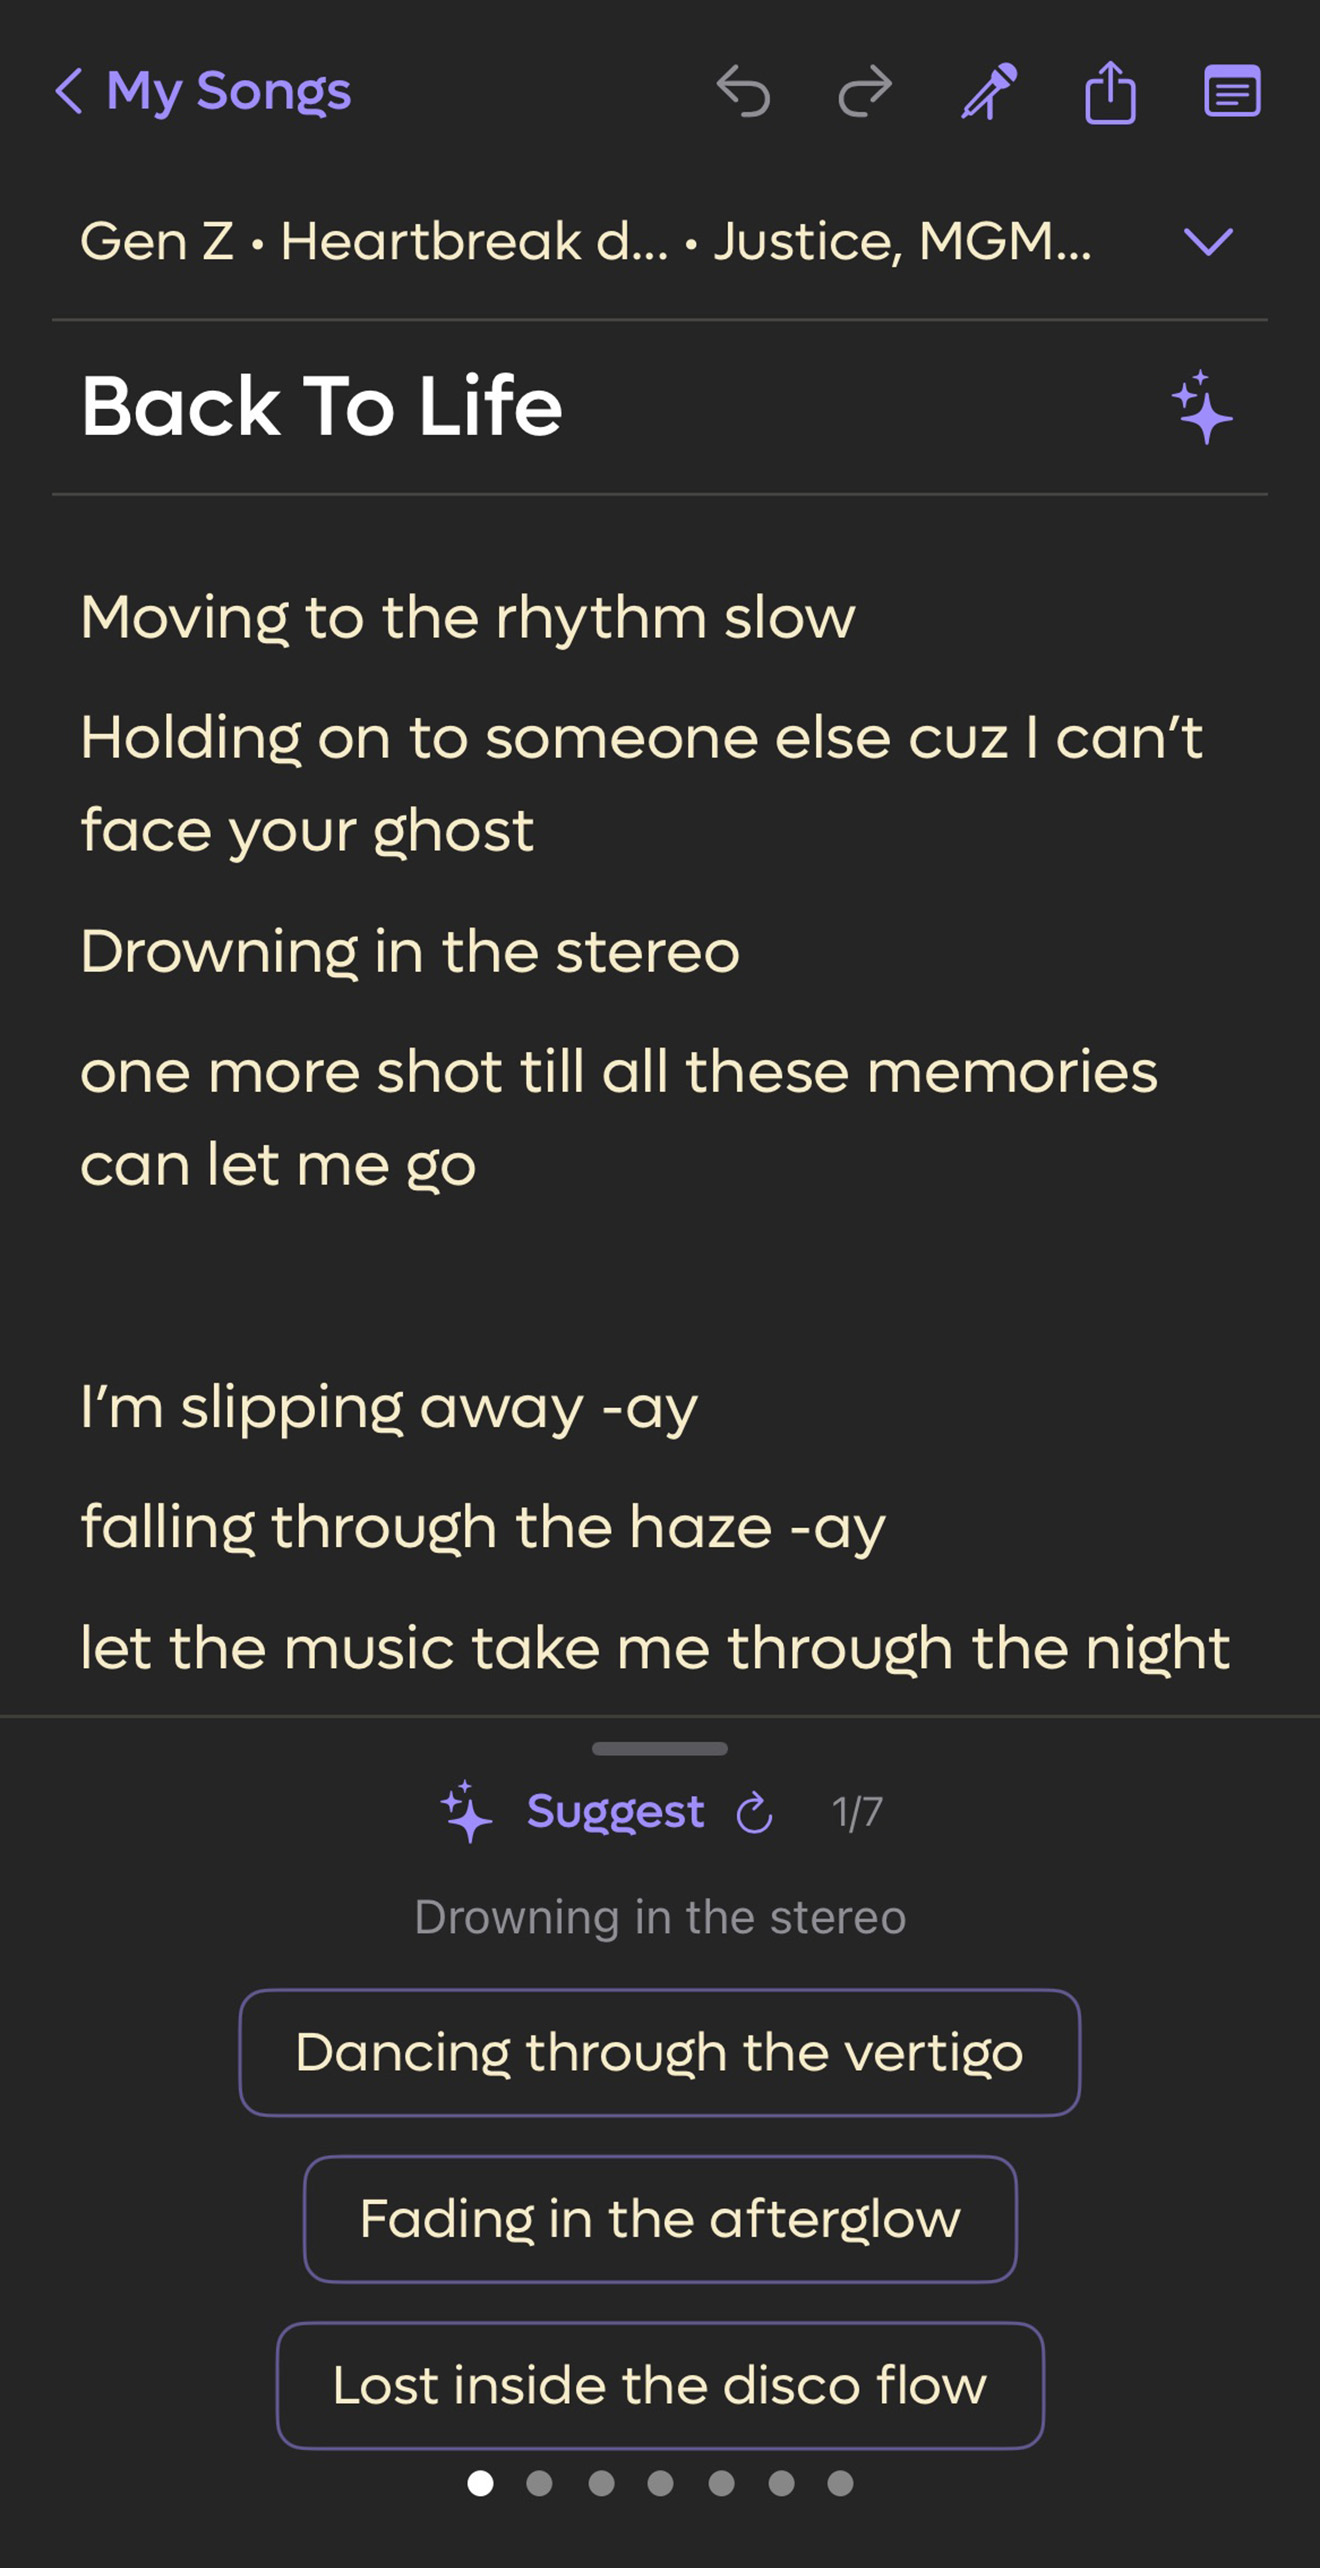 My Songs
Gen Z • Heartbreak d... • Justice, MGM...
Back To Life
Moving to the rhythm slow
Holding on to someone else cuz I can’t
face your ghost
Drowning in the stereo
one more shot till all these memories
can let me go
I’m slipping away -ay
falling through the haze -ay
let the music take me through the night
Suggest 1/7
Drowning in the stereo
Dancing through the vertigo
Fading in the afterglow
Lost inside the disco flow